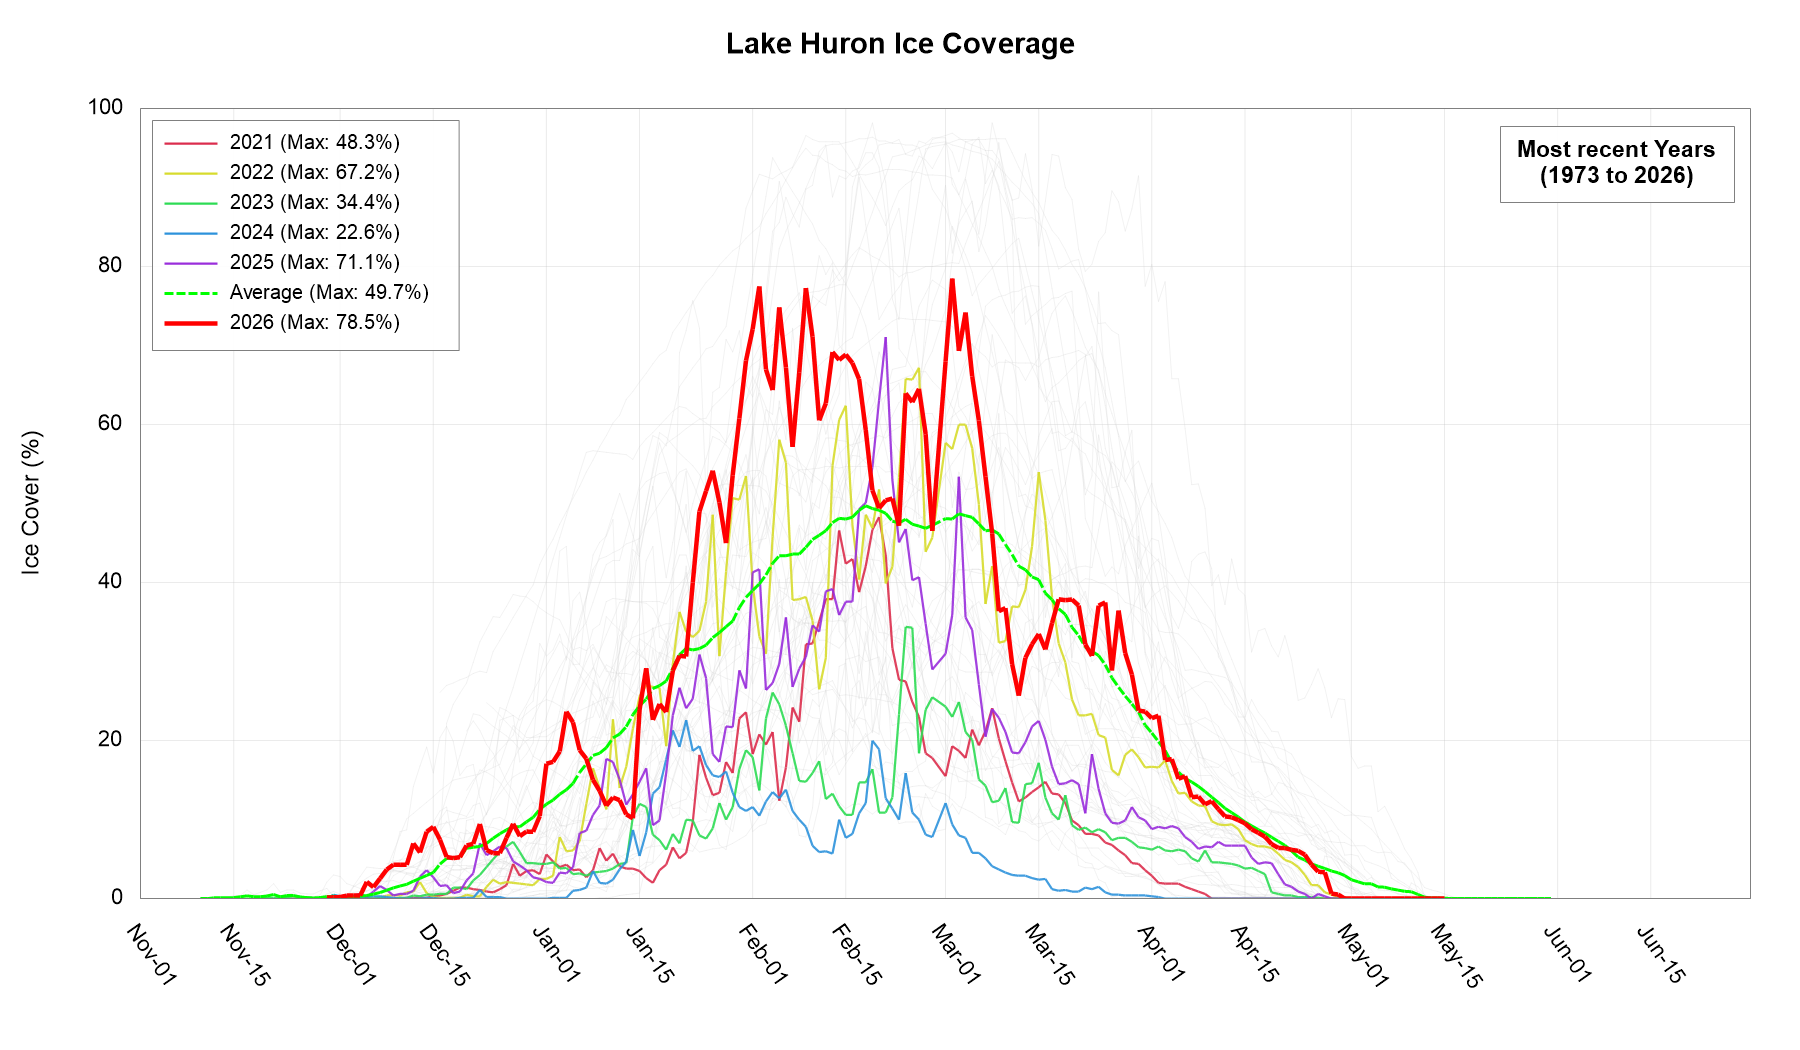 Lake Huron Ice Coverage
100
80
60
40
20
0
Ice Cover (%)
2021 (Max: 48.3%)
2022 (Max: 67.2%)
2023 (Max: 34.4%)
2024 (Max: 22.6%)
2025 (Max: 71.1%)
Average (Max: 49.7%)
2026 (Max: 78.5%)
Most recent Years
(1973 to 2026)
Nov-01
Nov-15
Dec-01
Dec-15
Jan-01
Jan-15
Feb-01
Feb-15
Mar-01
Mar-15
Apr-01
Apr-15
May-01
May-15
Jun-01
Jun-15